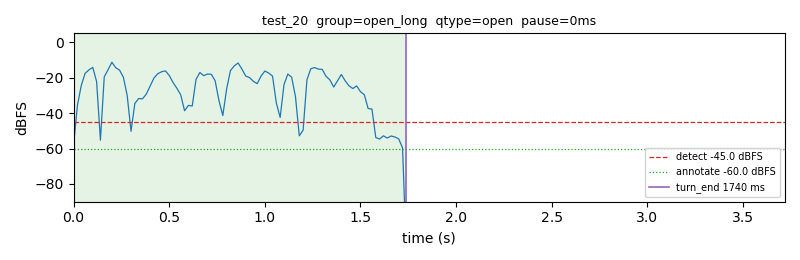 test_20  group=open_long  qtype=open  pause=0ms
0
−20
−40
−60
−80
dBFS
detect -45.0 dBFS
annotate -60.0 dBFS
turn_end 1740 ms
0.0 0.5 1.0 1.5 2.0 2.5 3.0 3.5
time (s)